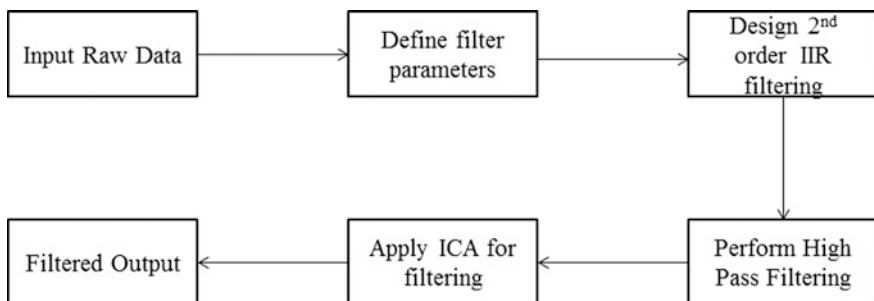 Input Raw Data
Define filter
parameters
Design 2nd
order IIR
filtering
Perform High
Pass Filtering
Apply ICA for
filtering
Filtered Output